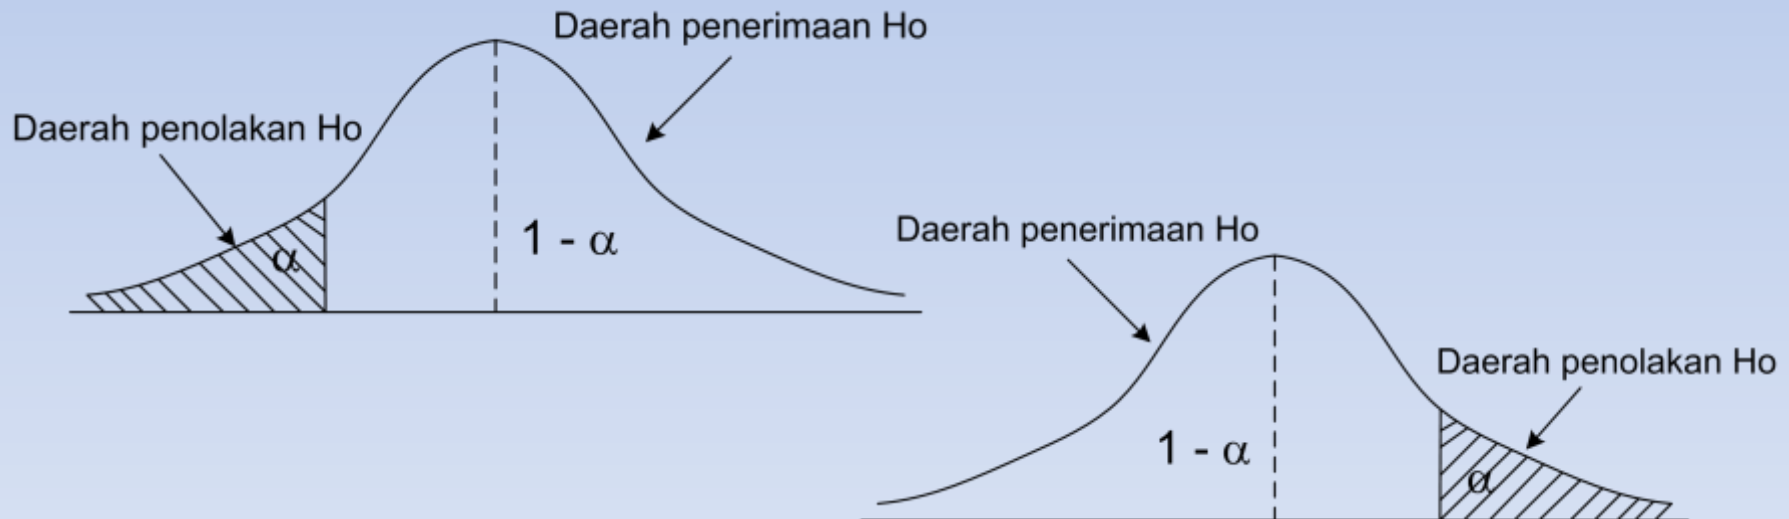 Daerah penerimaan Ho
Daerah penolakan Ho
α
1 - α
Daerah penerimaan Ho
Daerah penolakan Ho
1 - α
α